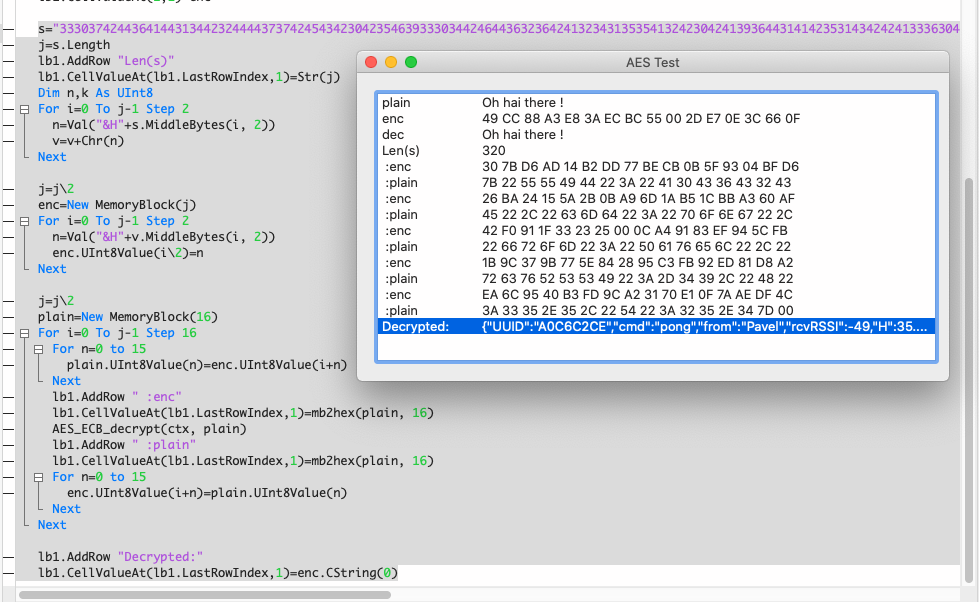 s="333037424436414431344232444437374245434230423546393330344246443632364241323431353541324230424139364431414235314242413336304
j=s.Length
lb1.AddRow "Len(s)"
lb1.CellValueAt(lb1.LastRowIndex,1)=Str(j)
Dim n,k As UInt8
For i=0 To j-1 Step 2
n=Val("&H"+s.MiddleBytes(i, 2))
v=v+Chr(n)
Next
j=j\2
enc=New MemoryBlock(j)
For i=0 To j-1 Step 2
n=Val("&H"+v.MiddleBytes(i, 2))
enc.UInt8Value(i\2)=n
Next
j=j\2
plain=New MemoryBlock(16)
For i=0 To j-1 Step 16
For n=0 to 15
plain.UInt8Value(n)=enc.UInt8Value(i+n)
Next
lb1.AddRow " :enc"
lb1.CellValueAt(lb1.LastRowIndex,1)=mb2hex(plain, 16)
AES_ECB_decrypt(ctx, plain)
lb1.AddRow " :plain"
lb1.CellValueAt(lb1.LastRowIndex,1)=mb2hex(plain, 16)
For n=0 to 15
enc.UInt8Value(i+n)=plain.UInt8Value(n)
Next
Next
lb1.AddRow "Decrypted:"
lb1.CellValueAt(lb1.LastRowIndex,1)=enc.CString(0)
AES Test
plain Oh hai there !
enc 49 CC 88 A3 E8 3A EC BC 55 00 2D E7 0E 3C 66 0F
dec Oh hai there !
Len(s) 320
:enc 30 7B D6 AD 14 B2 DD 77 BE CB 0B 5F 93 04 BF D6
:plain 7B 22 55 55 49 44 22 3A 22 41 30 43 36 43 32 43
:enc 26 BA 24 15 5A 2B 0B A9 6D 1A B5 1C BB A3 60 AF
:plain 45 22 2C 22 63 6D 64 22 3A 22 70 6F 6E 67 22 2C
:enc 42 F0 91 1F 33 23 25 00 0C A4 91 83 EF 94 5C FB
:plain 22 66 72 6F 6D 22 3A 22 50 61 76 65 6C 22 2C 22
:enc 1B 9C 37 9B 77 5E 84 28 95 C3 FB 92 ED 81 D8 A2
:plain 72 63 76 52 53 53 49 22 3A 2D 34 39 2C 22 48 22
:enc EA 6C 95 40 B3 FD 9C A2 31 70 E1 0F 7A AE DF 4C
:plain 3A 33 35 2E 35 2C 22 54 22 3A 32 35 2E 34 7D 00
Decrypted: {"UUID":"A0C6C2CE","cmd":"pong","from":"Pavel","rcvRSSI":-49,"H":35....